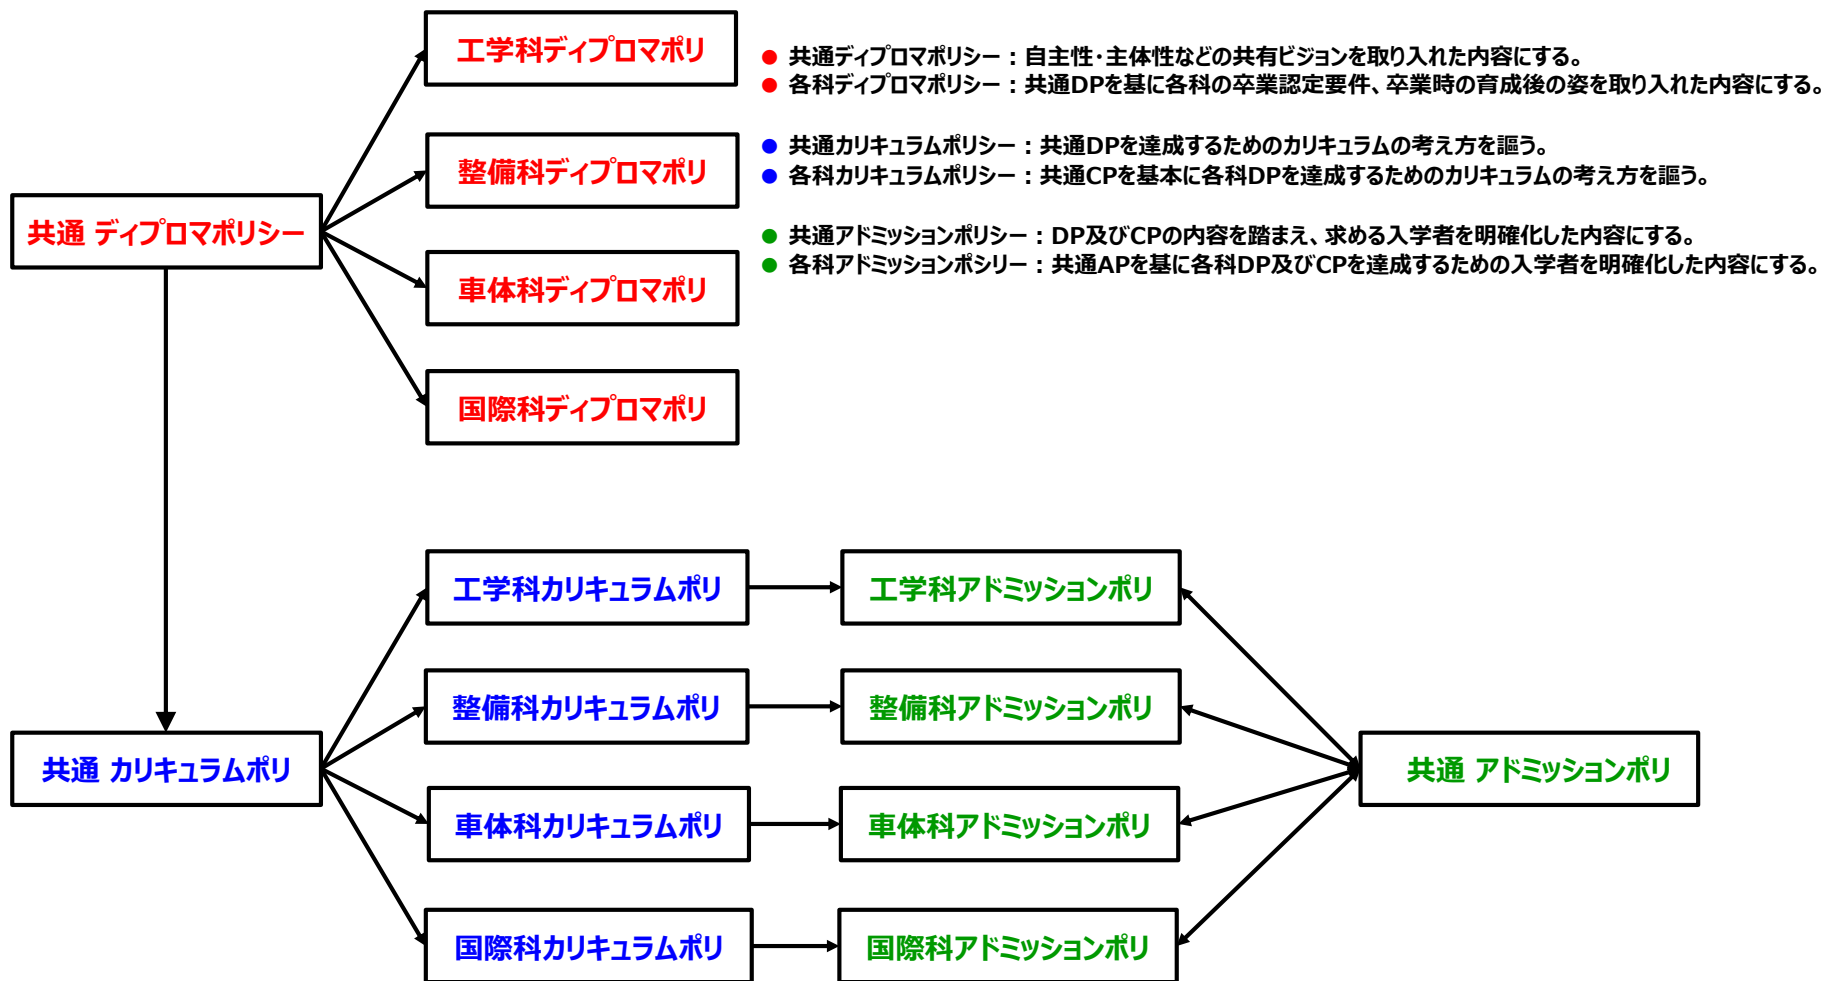 工学科ディプロマポリ
● 共通ディプロマポリシー：自主性・主体性などの共有ビジョンを取り入れた内容にする。
● 各科ディプロマポリシー：共通DPを基に各科の卒業認定要件、卒業時の育成後の姿を取り入れた内容にする。
整備科ディプロマポリ
● 共通カリキュラムポリシー：共通DPを達成するためのカリキュラムの考え方を謳う。
● 各科カリキュラムポリシー：共通CPを基本に各科DPを達成するためのカリキュラムの考え方を謳う。
共通 ディプロマポリシー
● 共通アドミッションポリシー：DP及びCPの内容を踏まえ、求める入学者を明確化した内容にする。
● 各科アドミッションポシリー：共通APを基に各科DP及びCPを達成するための入学者を明確化した内容にする。
車体科ディプロマポリ
国際科ディプロマポリ
工学科カリキュラムポリ
工学科アドミッションポリ
整備科カリキュラムポリ
整備科アドミッションポリ
共通 カリキュラムポリ
共通 アドミッションポリ
車体科カリキュラムポリ
車体科アドミッションポリ
国際科カリキュラムポリ
国際科アドミッションポリ